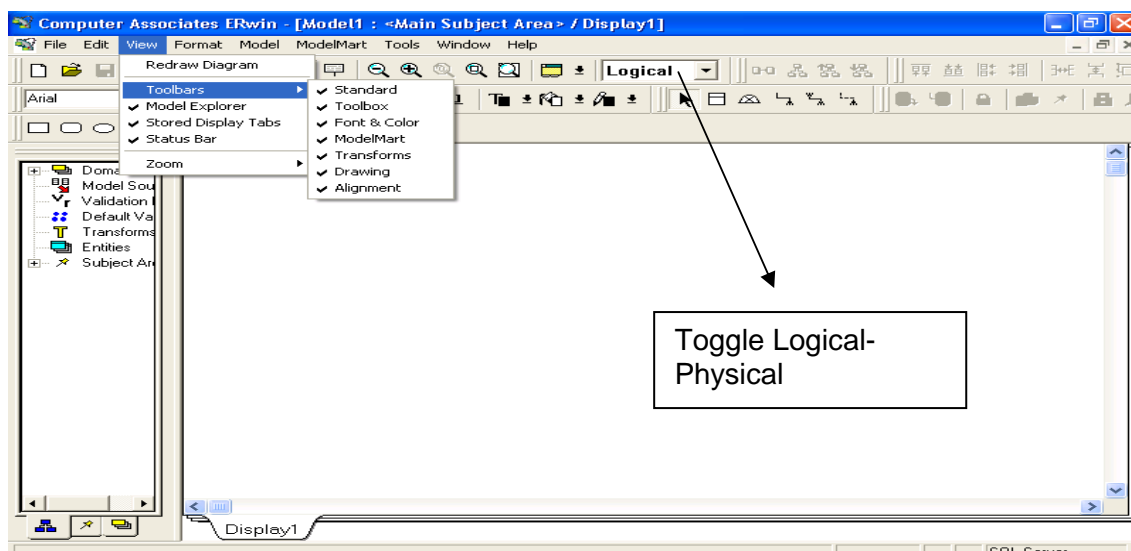 Computer Associates ERwin - [Model1 : <Main Subject Area> / Display1]
File Edit View Format Model ModelMart Tools Window Help
Redraw Diagram
Toolbars
Model Explorer
Stored Display Tabs
Status Bar
Zoom
Standard
Toolbox
Font & Color
ModelMart
Transforms
Drawing
Alignment
Logical
Arial
Model Sou
Validation
Default Va
Transforms
Entities
Subject Ar
Toggle Logical-
Physical
Display1
SQL Server